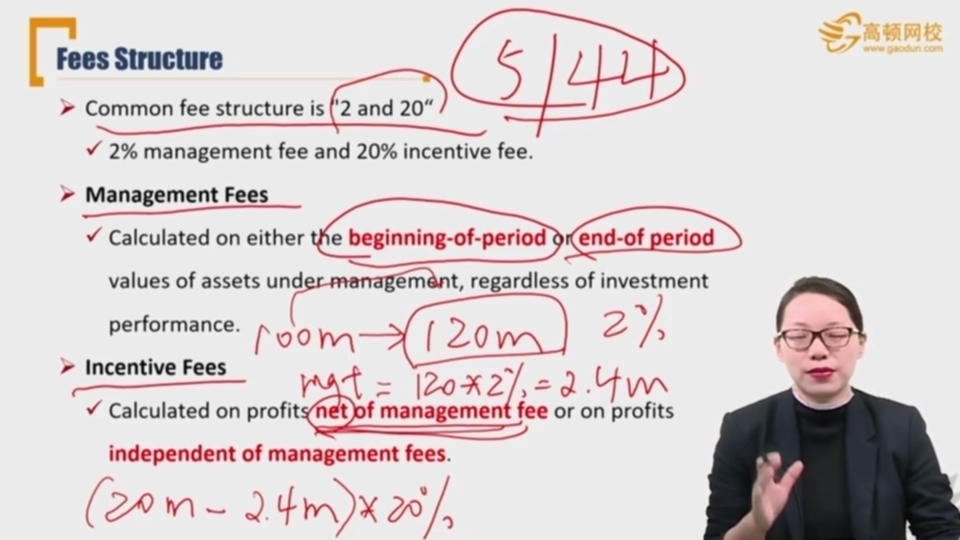 Fees Structure
5/44
高顿网校
www.gaodun.com
Common fee structure is "2 and 20“
2% management fee and 20% incentive fee.
Management Fees
Calculated on either the beginning-of-period or end-of period
values of assets under management, regardless of investment
performance.
100m → 120m 2%
Incentive Fees
mgt = 120*2% = 2.4m
Calculated on profits net of management fee or on profits
independent of management fees.
(20m - 2.4m)*20%